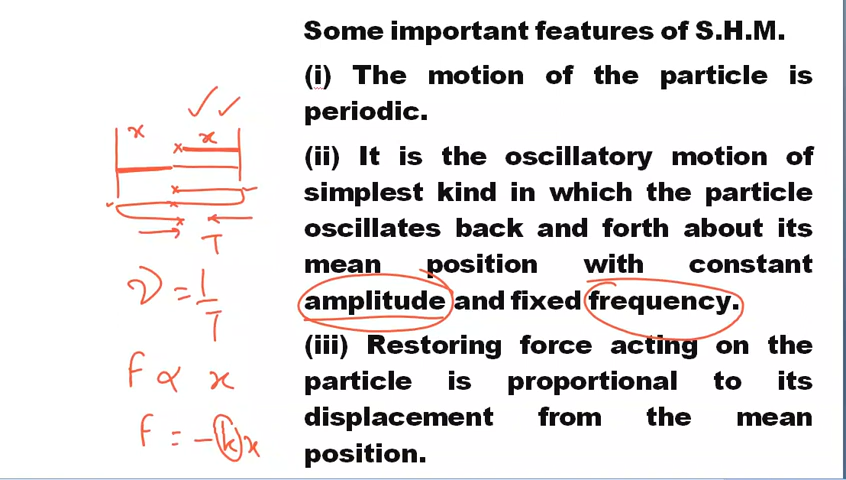 Some important features of S.H.M.
(i) The motion of the particle is
periodic.
(ii) It is the oscillatory motion of
simplest kind in which the particle
oscillates back and forth about its
mean position with constant
amplitude and fixed frequency.
(iii) Restoring force acting on the
particle is proportional to its
displacement from the mean
position.
x
x
T
ν = 1/T
F ∝ x
F = -kx